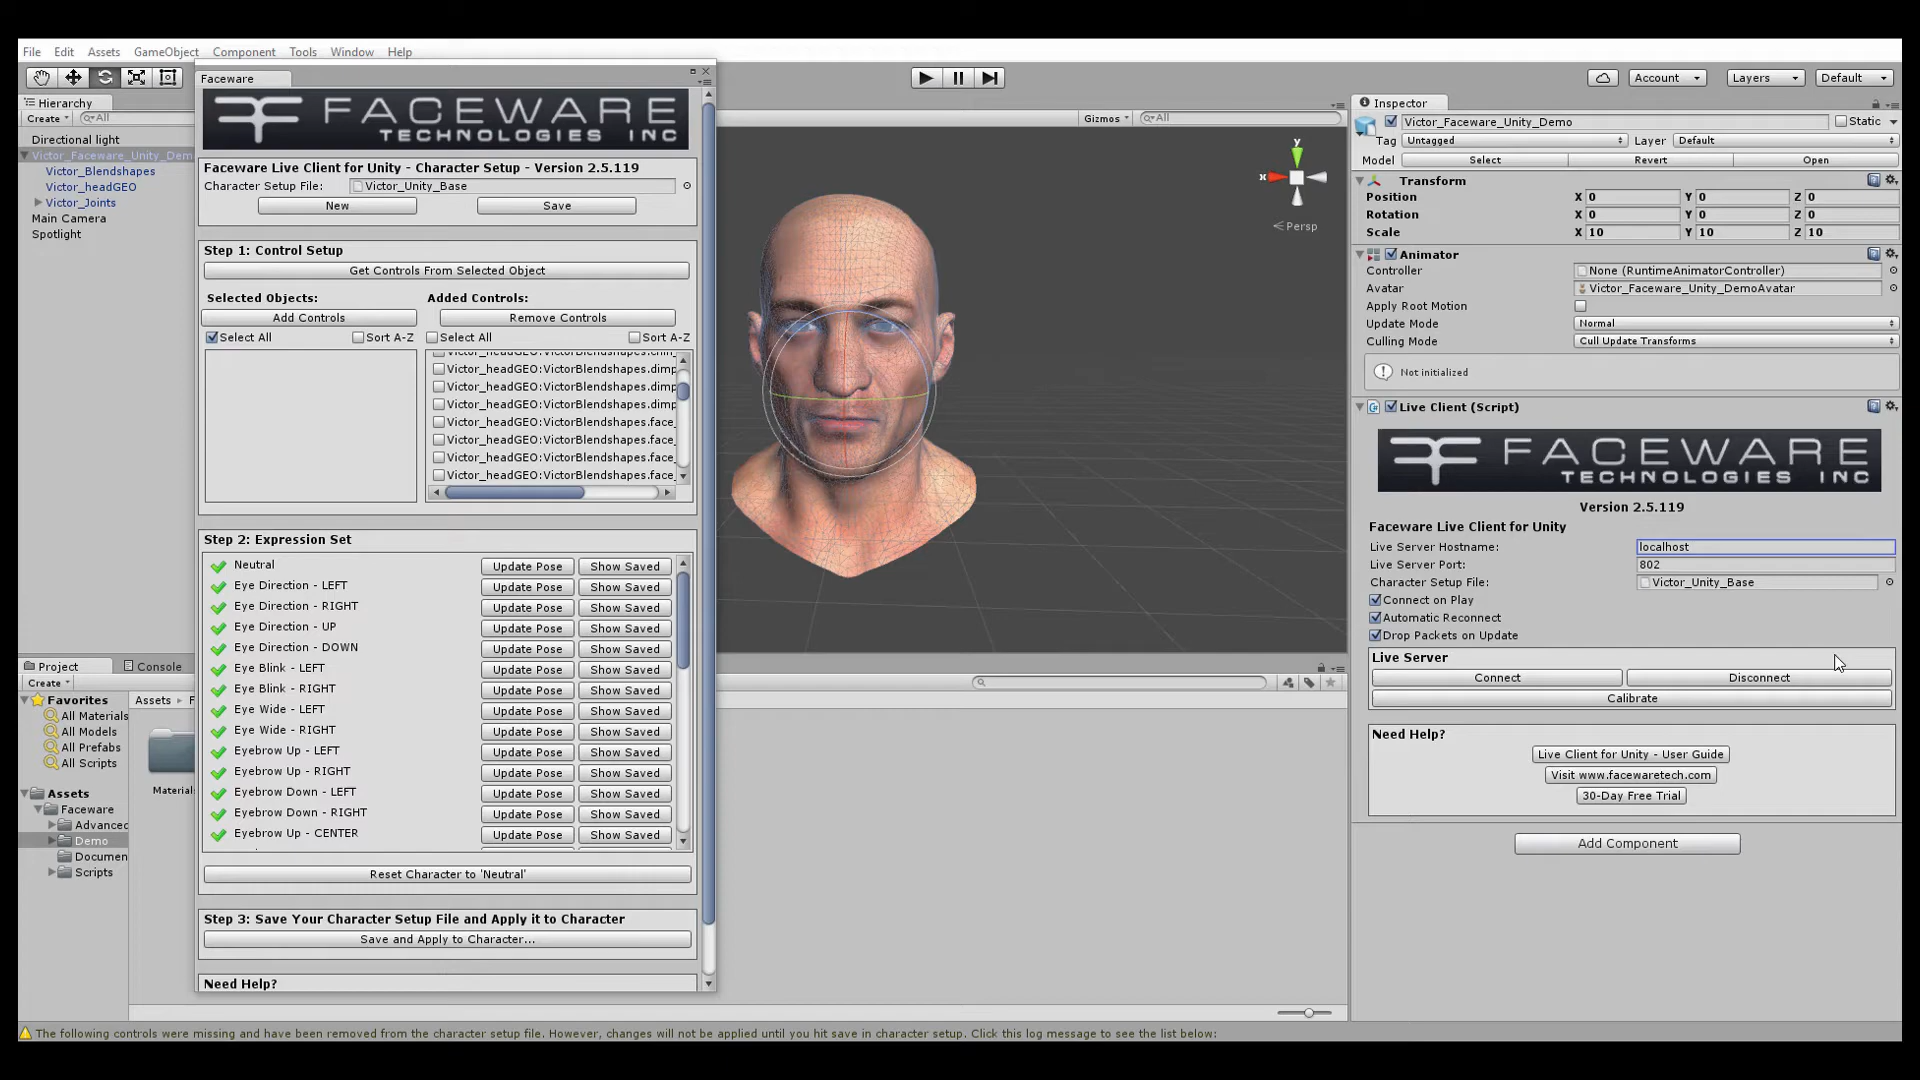 File Edit Assets GameObject Component Tools Window Help
Account Layers Default
Hierarchy
Create All
Directional light
Victor_Faceware_Unity_Dem
Victor_Blendshapes
Victor_headGEO
Victor_Joints
Main Camera
Spotlight
Faceware
FACEWARE
TECHNOLOGIES INC
Faceware Live Client for Unity - Character Setup - Version 2.5.119
Character Setup File: Victor_Unity_Base
New Save
Step 1: Control Setup
Get Controls From Selected Object
Selected Objects: Added Controls:
Add Controls Remove Controls
Select All Sort A-Z Select All Sort A-Z
Victor_headGEO:VictorBlendshapes.chin_
Victor_headGEO:VictorBlendshapes.dimp
Victor_headGEO:VictorBlendshapes.dimp
Victor_headGEO:VictorBlendshapes.dimp
Victor_headGEO:VictorBlendshapes.face_
Victor_headGEO:VictorBlendshapes.face_
Victor_headGEO:VictorBlendshapes.face_
Victor_headGEO:VictorBlendshapes.face_
Step 2: Expression Set
Neutral Update Pose Show Saved
Eye Direction - LEFT Update Pose Show Saved
Eye Direction - RIGHT Update Pose Show Saved
Eye Direction - UP Update Pose Show Saved
Eye Direction - DOWN Update Pose Show Saved
Eye Blink - LEFT Update Pose Show Saved
Eye Blink - RIGHT Update Pose Show Saved
Eye Wide - LEFT Update Pose Show Saved
Eye Wide - RIGHT Update Pose Show Saved
Eyebrow Up - LEFT Update Pose Show Saved
Eyebrow Up - RIGHT Update Pose Show Saved
Eyebrow Down - LEFT Update Pose Show Saved
Eyebrow Down - RIGHT Update Pose Show Saved
Eyebrow Up - CENTER Update Pose Show Saved
Reset Character to 'Neutral'
Step 3: Save Your Character Setup File and Apply it to Character
Save and Apply to Character...
Need Help?
Gizmos All
y
x
Persp
Project Console
Create
Favorites
All Materials
All Models
All Prefabs
All Scripts
Assets
Faceware
Advanced
Demo
Documen
Scripts
Assets F
Material
Inspector
Victor_Faceware_Unity_Demo Static
Tag Untagged Layer Default
Model Select Revert Open
Transform
Position X 0 Y 0 Z 0
Rotation X 0 Y 0 Z 0
Scale X 10 Y 10 Z 10
Animator
Controller None (RuntimeAnimatorController)
Avatar Victor_Faceware_Unity_DemoAvatar
Apply Root Motion
Update Mode Normal
Culling Mode Cull Update Transforms
Not initialized
Live Client (Script)
FACEWARE
TECHNOLOGIES INC
Version 2.5.119
Faceware Live Client for Unity
Live Server Hostname: localhost
Live Server Port: 802
Character Setup File: Victor_Unity_Base
Connect on Play
Automatic Reconnect
Drop Packets on Update
Live Server
Connect Disconnect
Calibrate
Need Help?
Live Client for Unity - User Guide
Visit www.facewaretech.com
30-Day Free Trial
Add Component
The following controls were missing and have been removed from the character setup file. However, changes will not be applied until you hit save in character setup. Click this log message to see the list below: